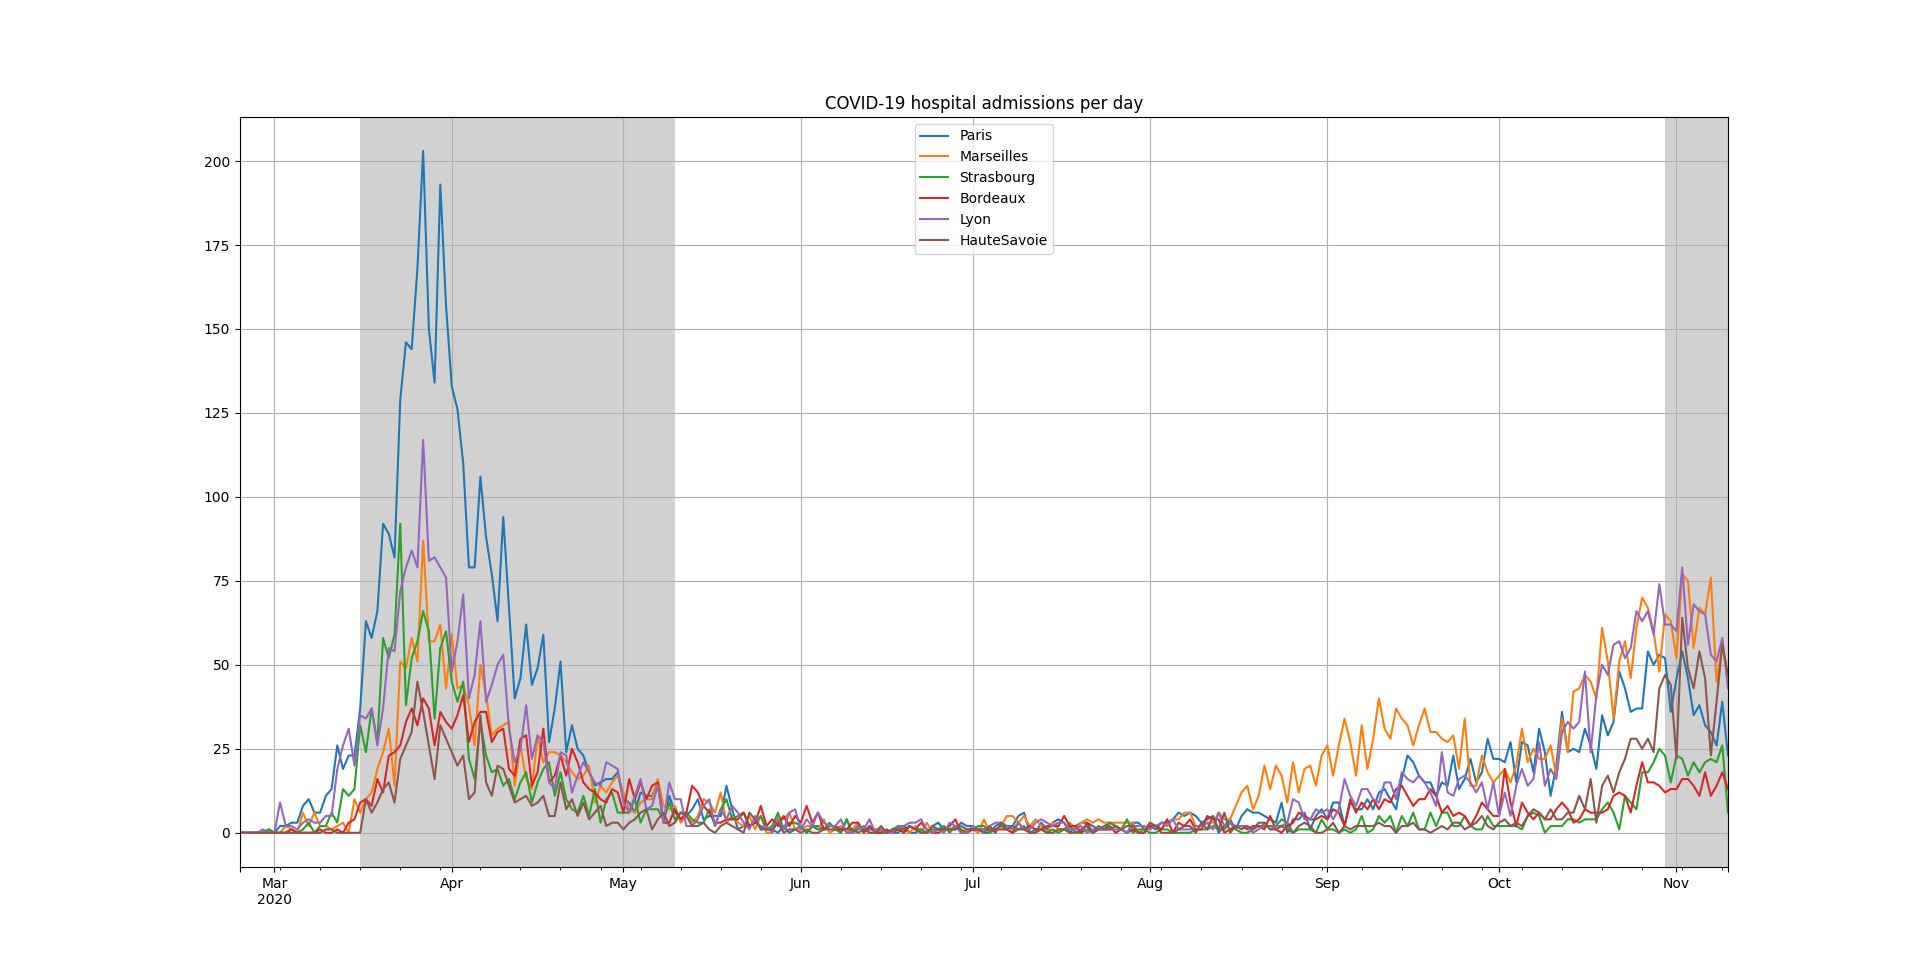 COVID-19 hospital admissions per day
Paris
Marseilles
Strasbourg
Bordeaux
Lyon
HauteSavoie
200
175
150
125
100
75
50
25
0
Mar Apr May Jun Jul Aug Sep Oct Nov
2020